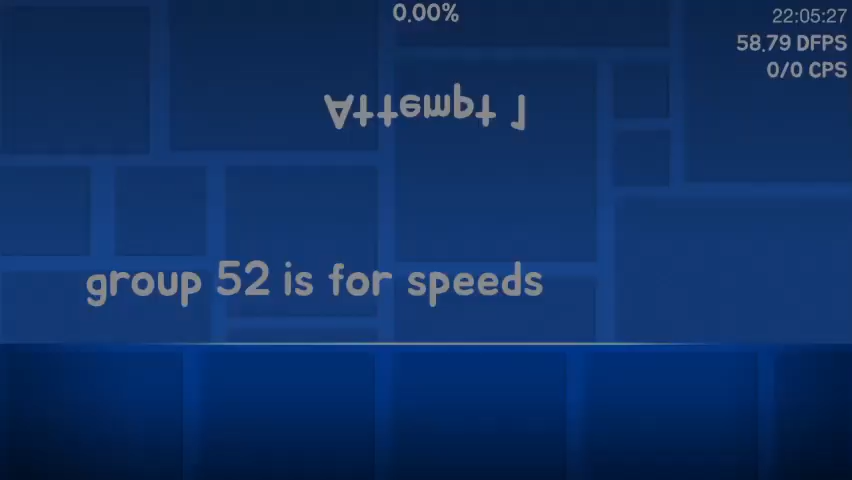 0.00%
22:05:27
58.79 DFPS
0/0 CPS
Attempt 1
group 52 is for speeds